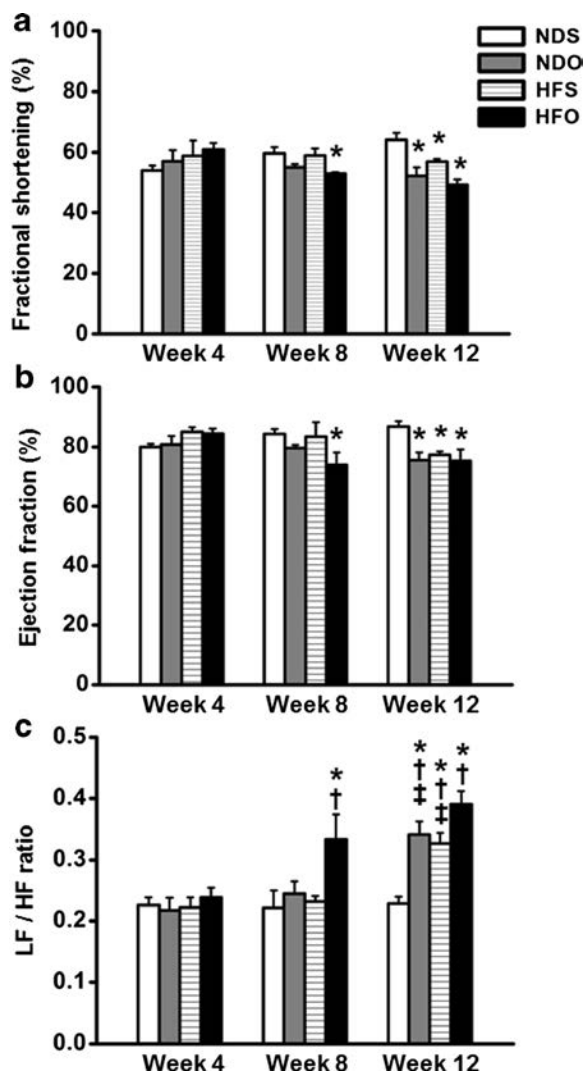 a
Fractional shortening (%)
100
80
60
40
20
0
* * * *
Week 4 Week 8 Week 12
NDS
NDO
HFS
HFO
b
Ejection fraction (%)
100
80
60
40
20
0
* * * *
Week 4 Week 8 Week 12
c
LF / HF ratio
0.5
0.4
0.3
0.2
0.1
0.0
*
†
*
†
‡
*
†
‡
*
†
Week 4 Week 8 Week 12